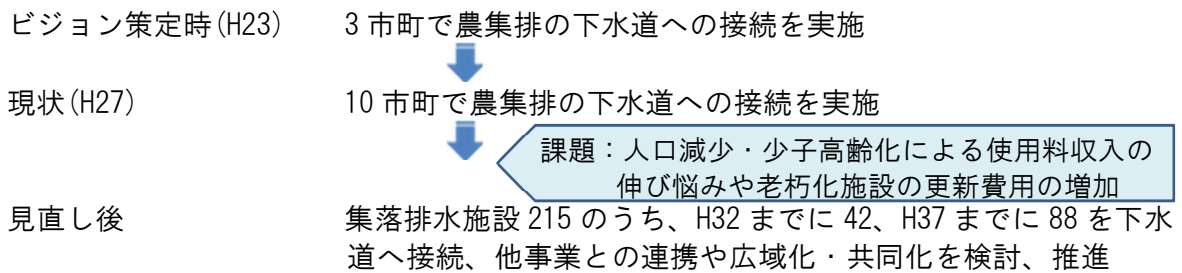 ビジョン策定時(H23) 3市町で農集排の下水道への接続を実施
現状(H27) 10市町で農集排の下水道への接続を実施
課題：人口減少・少子高齢化による使用料収入の
伸び悩みや老朽化施設の更新費用の増加
見直し後 集落排水施設215のうち、H32までに42、H37までに88を下水
道へ接続、他事業との連携や広域化・共同化を検討、推進